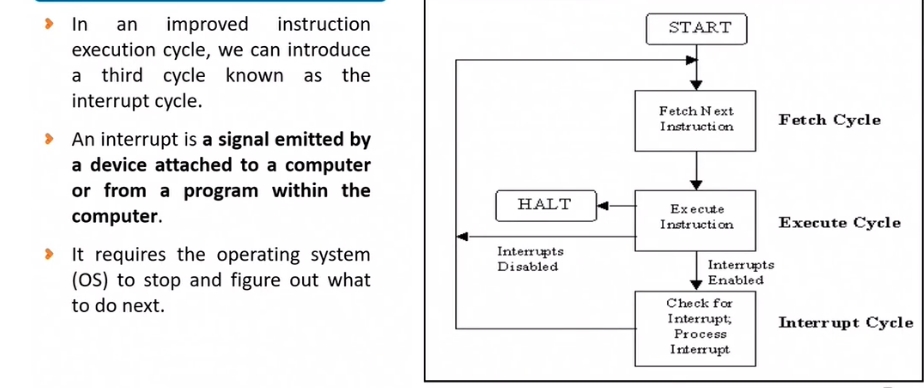 In an improved instruction
execution cycle, we can introduce
a third cycle known as the
interrupt cycle.
An interrupt is a signal emitted by
a device attached to a computer
or from a program within the
computer.
It requires the operating system
(OS) to stop and figure out what
to do next.
START
Fetch Next
Instruction
Fetch Cycle
HALT
Execute
Instruction
Execute Cycle
Interrupts
Disabled
Interrupts
Enabled
Check for
Interrupt;
Process
Interrupt
Interrupt Cycle